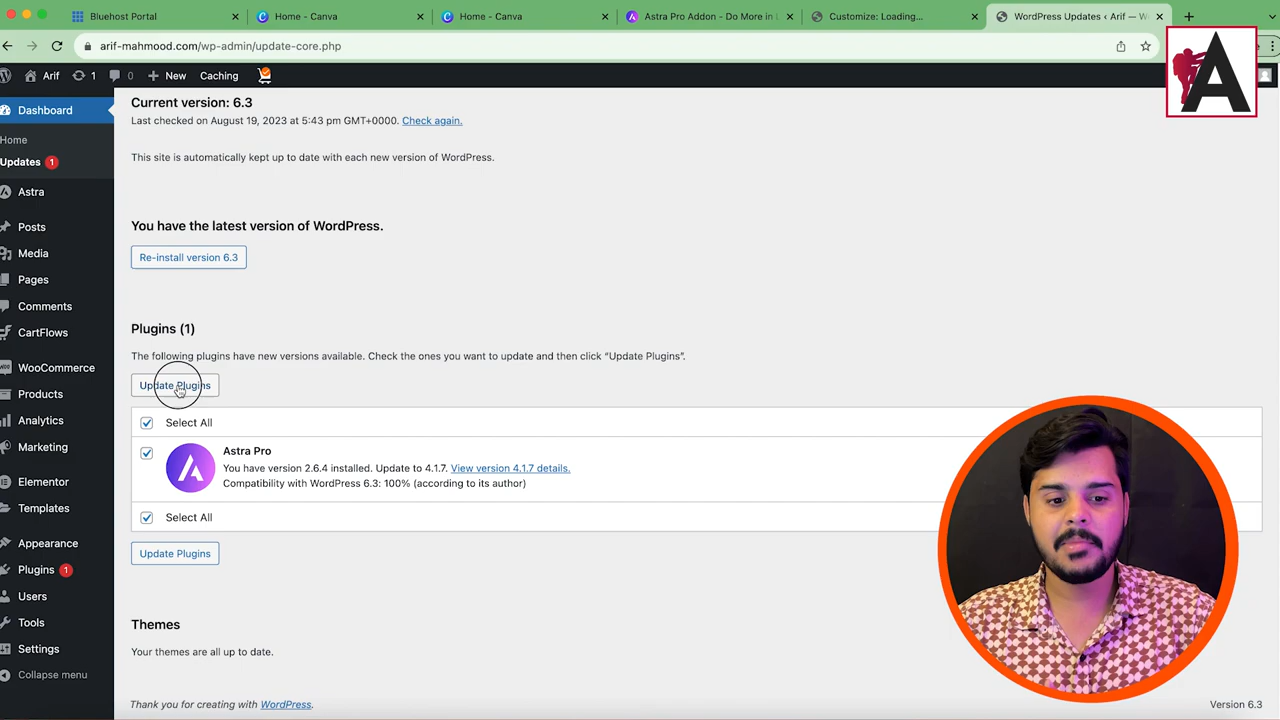 Bluehost Portal
Home - Canva
Home - Canva
Astra Pro Addon - Do More in
Customize: Loading...
WordPress Updates ‹ Arif —
arif-mahmood.com/wp-admin/update-core.php
Arif
1
0
New
Caching
A
Dashboard
Home
Updates 1
Astra
Posts
Media
Pages
Comments
CartFlows
WooCommerce
Products
Analytics
Marketing
Elementor
Templates
Appearance
Plugins 1
Users
Tools
Settings
Collapse menu
Current version: 6.3
Last checked on August 19, 2023 at 5:43 pm GMT+0000. Check again.
This site is automatically kept up to date with each new version of WordPress.
You have the latest version of WordPress.
Re-install version 6.3
Plugins (1)
The following plugins have new versions available. Check the ones you want to update and then click “Update Plugins”.
Update Plugins
Select All
Astra Pro
You have version 2.6.4 installed. Update to 4.1.7. View version 4.1.7 details.
Compatibility with WordPress 6.3: 100% (according to its author)
Select All
Update Plugins
Themes
Your themes are all up to date.
Thank you for creating with WordPress.
Version 6.3